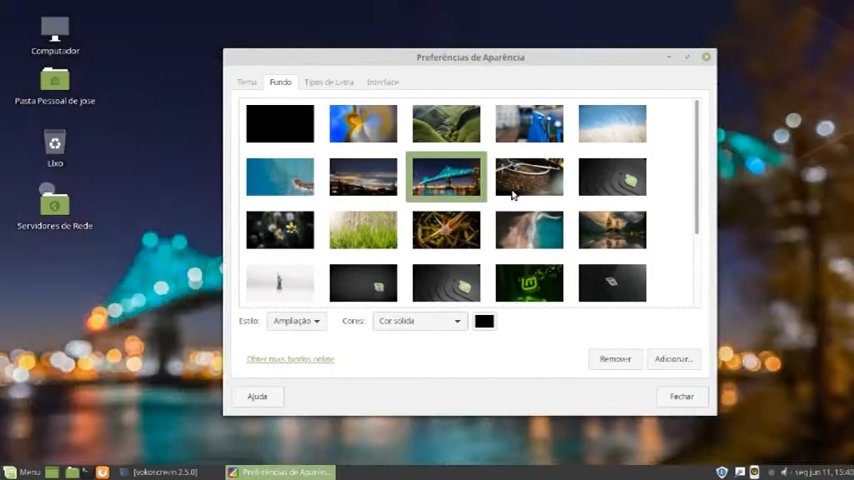 Computador
Pasta Pessoal de jose
Lixo
Servidores de Rede
Preferências de Aparência
Tema Fundo Tipos de Letra Interface
Estilo: Ampliação Cores: Cor sólida
Obter mais fundos online
Remover Adicionar...
Ajuda Fechar
Menu [vokoscreen 2.5.0] Preferências de Aparên... seg jun 11, 15:40